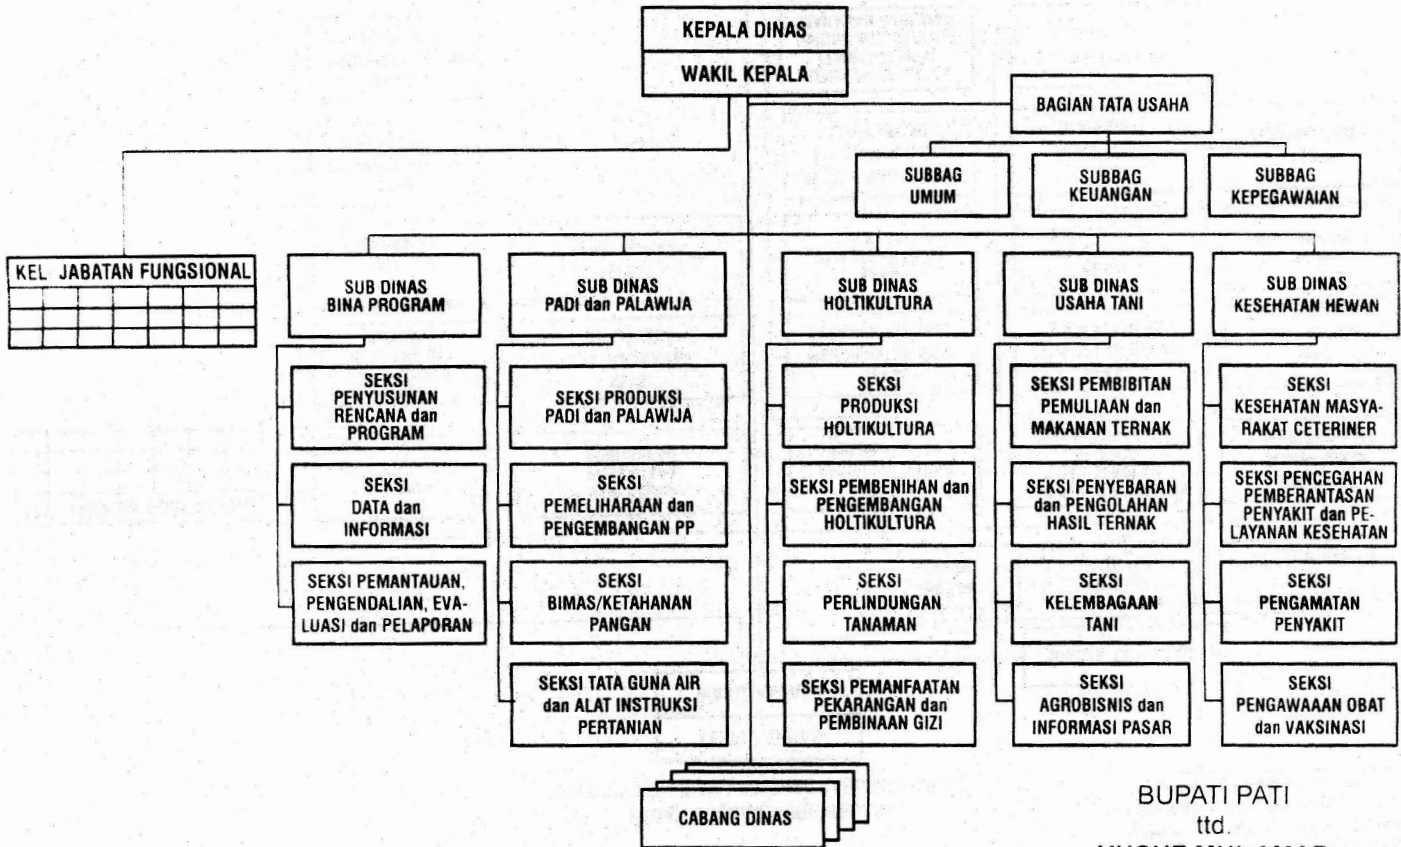 KEPALA DINAS
WAKIL KEPALA
BAGIAN TATA USAHA
SUBBAG
UMUM
SUBBAG
KEUANGAN
SUBBAG
KEPEGAWAIAN
KEL. JABATAN FUNGSIONAL
SUB DINAS
BINA PROGRAM
SUB DINAS
PADI dan PALAWIJA
SUB DINAS
HOLTIKULTURA
SUB DINAS
USAHA TANI
SUB DINAS
KESEHATAN HEWAN
SEKSI
PENYUSUNAN
RENCANA dan
PROGRAM
SEKSI
DATA dan
INFORMASI
SEKSI PEMANTAUAN,
PENGENDALIAN, EVA-
LUASI dan PELAPORAN
SEKSI PRODUKSI
PADI dan PALAWIJA
SEKSI
PEMELIHARAAN dan
PENGEMBANGAN PP
SEKSI
BIMAS/KETAHANAN
PANGAN
SEKSI TATA GUNA AIR
dan ALAT INSTRUKSI
PERTANIAN
SEKSI
PRODUKSI
HOLTIKULTURA
SEKSI PEMBENIHAN dan
PENGEMBANGAN
HOLTIKULTURA
SEKSI
PERLINDUNGAN
TANAMAN
SEKSI PEMANFAATAN
PEKARANGAN dan
PEMBINAAN GIZI
SEKSI PEMBIBITAN
PEMULIAAN dan
MAKANAN TERNAK
SEKSI PENYEBARAN
dan PENGOLAHAN
HASIL TERNAK
SEKSI
KELEMBAGAAN
TANI
SEKSI
AGROBISNIS dan
INFORMASI PASAR
SEKSI
KESEHATAN MASYA-
RAKAT CETERINER
SEKSI PENCEGAHAN
PEMBERANTASAN
PENYAKIT dan PE-
LAYANAN KESEHATAN
SEKSI
PENGAMATAN
PENYAKIT
SEKSI
PENGAWAAAN OBAT
dan VAKSINASI
CABANG DINAS
BUPATI PATI
ttd.